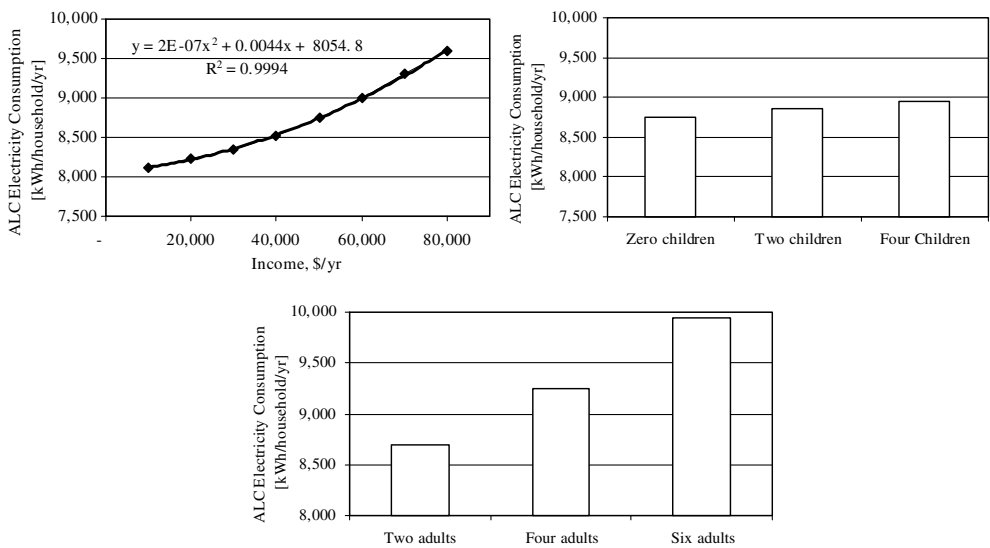 ALC Electricity Consumption
[kWh/household/yr]
10,000
9,500
9,000
8,500
8,000
7,500
y = 2E-07x² + 0.0044x + 8054.8
R² = 0.9994
-
20,000
40,000
60,000
80,000
Income, $/yr
ALC Electricity Consumption
[kWh/household/yr]
10,000
9,500
9,000
8,500
8,000
7,500
Zero children
Two children
Four Children
ALC Electricity Consumption
[kWh/household/yr]
10,000
9,500
9,000
8,500
8,000
Two adults
Four adults
Six adults